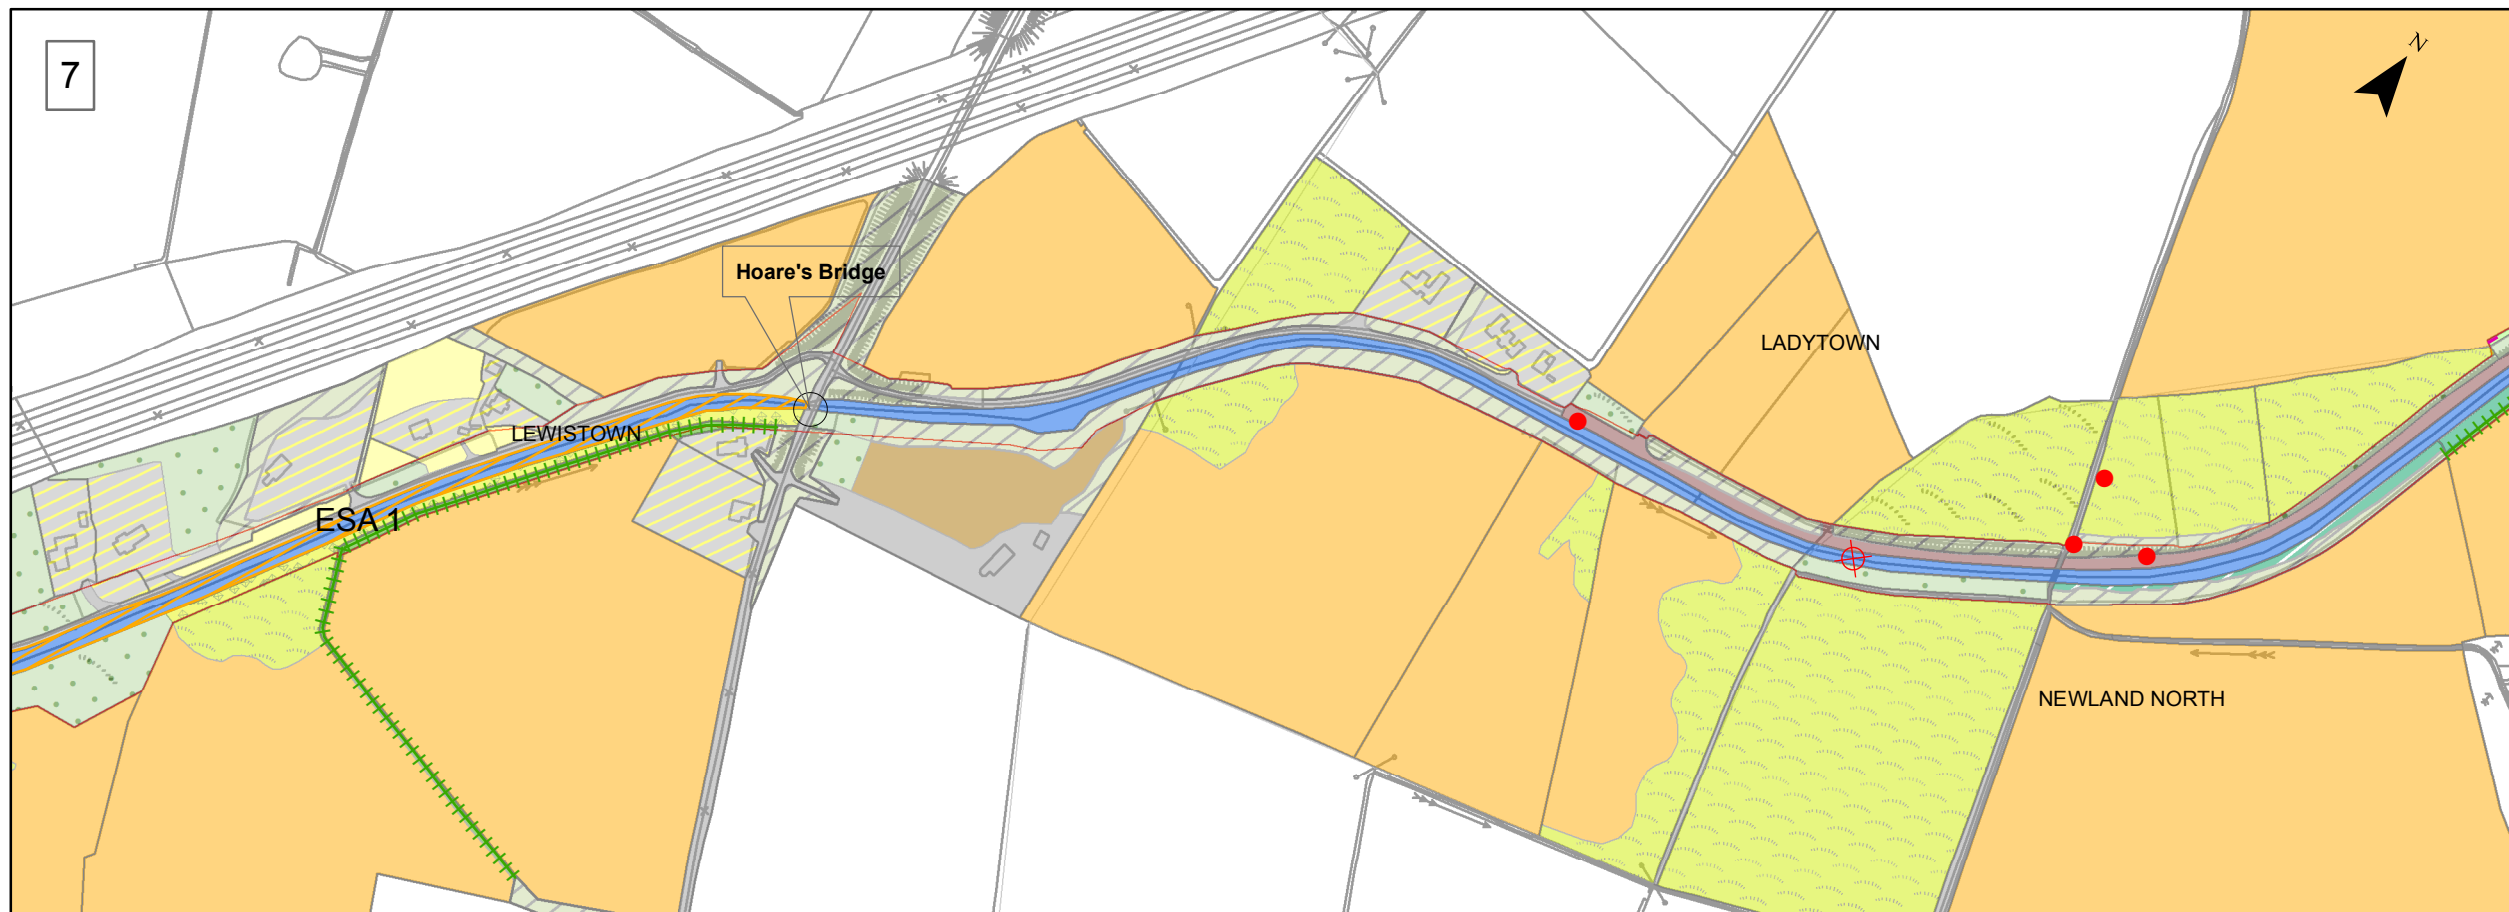 7
N
Hoare's Bridge
LADYTOWN
LEWISTOWN
ESA 1
NEWLAND NORTH